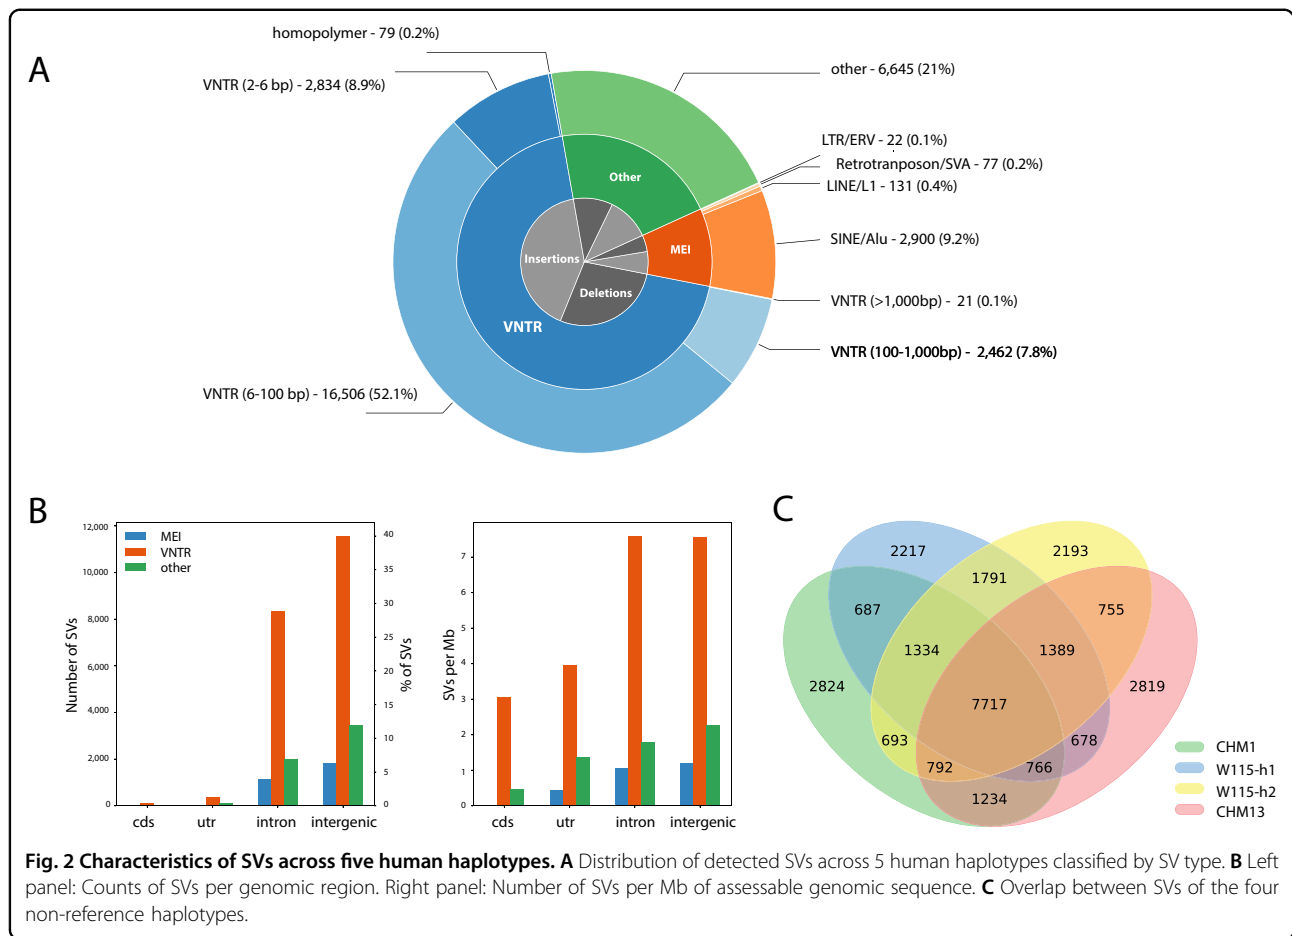 A
homopolymer - 79 (0.2%)
VNTR (2-6 bp) - 2,834 (8.9%)
other - 6,645 (21%)
LTR/ERV - 22 (0.1%)
Retrotranposon/SVA - 77 (0.2%)
LINE/L1 - 131 (0.4%)
SINE/Alu - 2,900 (9.2%)
VNTR (>1,000bp) - 21 (0.1%)
VNTR (100-1,000bp) - 2,462 (7.8%)
VNTR (6-100 bp) - 16,506 (52.1%)
Other
MEI
Insertions
Deletions
VNTR
B
Number of SVs
12,000
10,000
8,000
6,000
4,000
2,000
0
MEI
VNTR
other
40
35
30
25
20
15
10
5
0
% of SVs
cds utr intron intergenic
SVs per Mb
7
6
5
4
3
2
1
0
cds utr intron intergenic
C
2217
2193
1791
687
755
1334
1389
2824
7717
2819
693
678
792
766
1234
CHM1
W115-h1
W115-h2
CHM13
Fig. 2 Characteristics of SVs across five human haplotypes. A Distribution of detected SVs across 5 human haplotypes classified by SV type. B Left
panel: Counts of SVs per genomic region. Right panel: Number of SVs per Mb of assessable genomic sequence. C Overlap between SVs of the four
non-reference haplotypes.